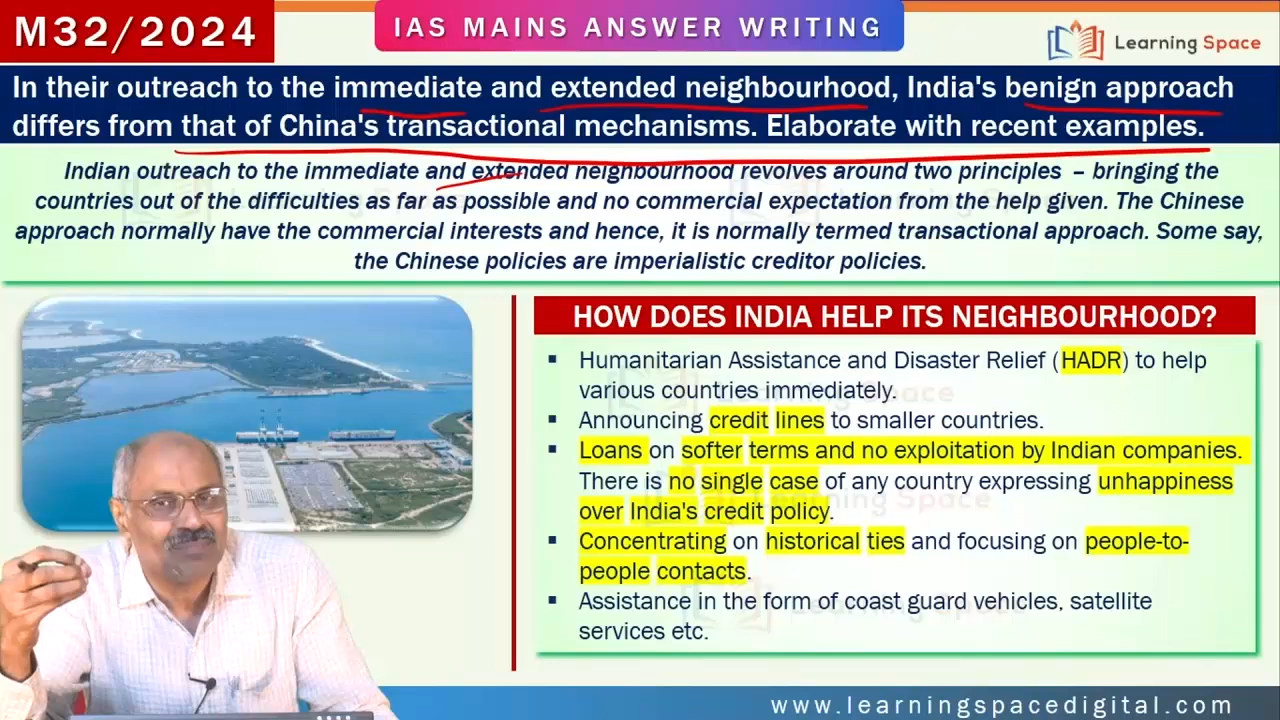 M32/2024
IAS MAINS ANSWER WRITING
Learning Space
In their outreach to the immediate and extended neighbourhood, India's benign approach
differs from that of China's transactional mechanisms. Elaborate with recent examples.
Indian outreach to the immediate and extended neighbourhood revolves around two principles – bringing the
countries out of the difficulties as far as possible and no commercial expectation from the help given. The Chinese
approach normally have the commercial interests and hence, it is normally termed transactional approach. Some say,
the Chinese policies are imperialistic creditor policies.
HOW DOES INDIA HELP ITS NEIGHBOURHOOD?
▪ Humanitarian Assistance and Disaster Relief (HADR) to help
various countries immediately.
▪ Announcing credit lines to smaller countries.
▪ Loans on softer terms and no exploitation by Indian companies.
There is no single case of any country expressing unhappiness
over India's credit policy.
▪ Concentrating on historical ties and focusing on people-to-
people contacts.
▪ Assistance in the form of coast guard vehicles, satellite
services etc.
www.learningspacedigital.com